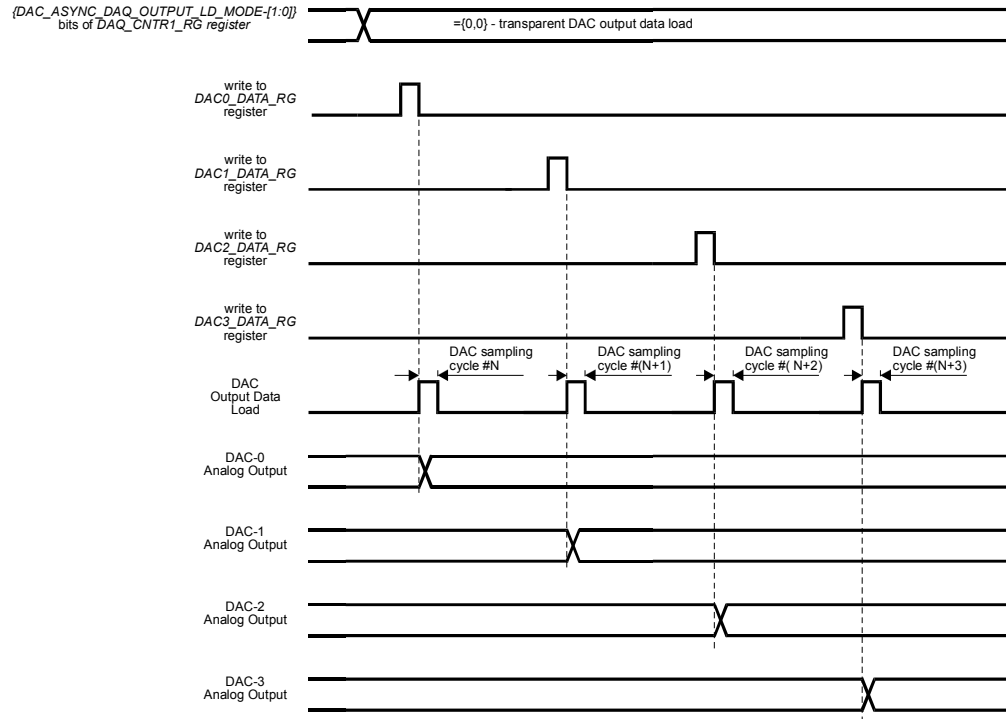 {DAC_ASYNC_DAQ_OUTPUT_LD_MODE-[1:0]}
bits of DAQ_CNTR1_RG register
={0,0} - transparent DAC output data load
write to
DAC0_DATA_RG
register
write to
DAC1_DATA_RG
register
write to
DAC2_DATA_RG
register
write to
DAC3_DATA_RG
register
DAC sampling
cycle #N
DAC sampling
cycle #(N+1)
DAC sampling
cycle #( N+2)
DAC sampling
cycle #(N+3)
DAC
Output Data
Load
DAC-0
Analog Output
DAC-1
Analog Output
DAC-2
Analog Output
DAC-3
Analog Output